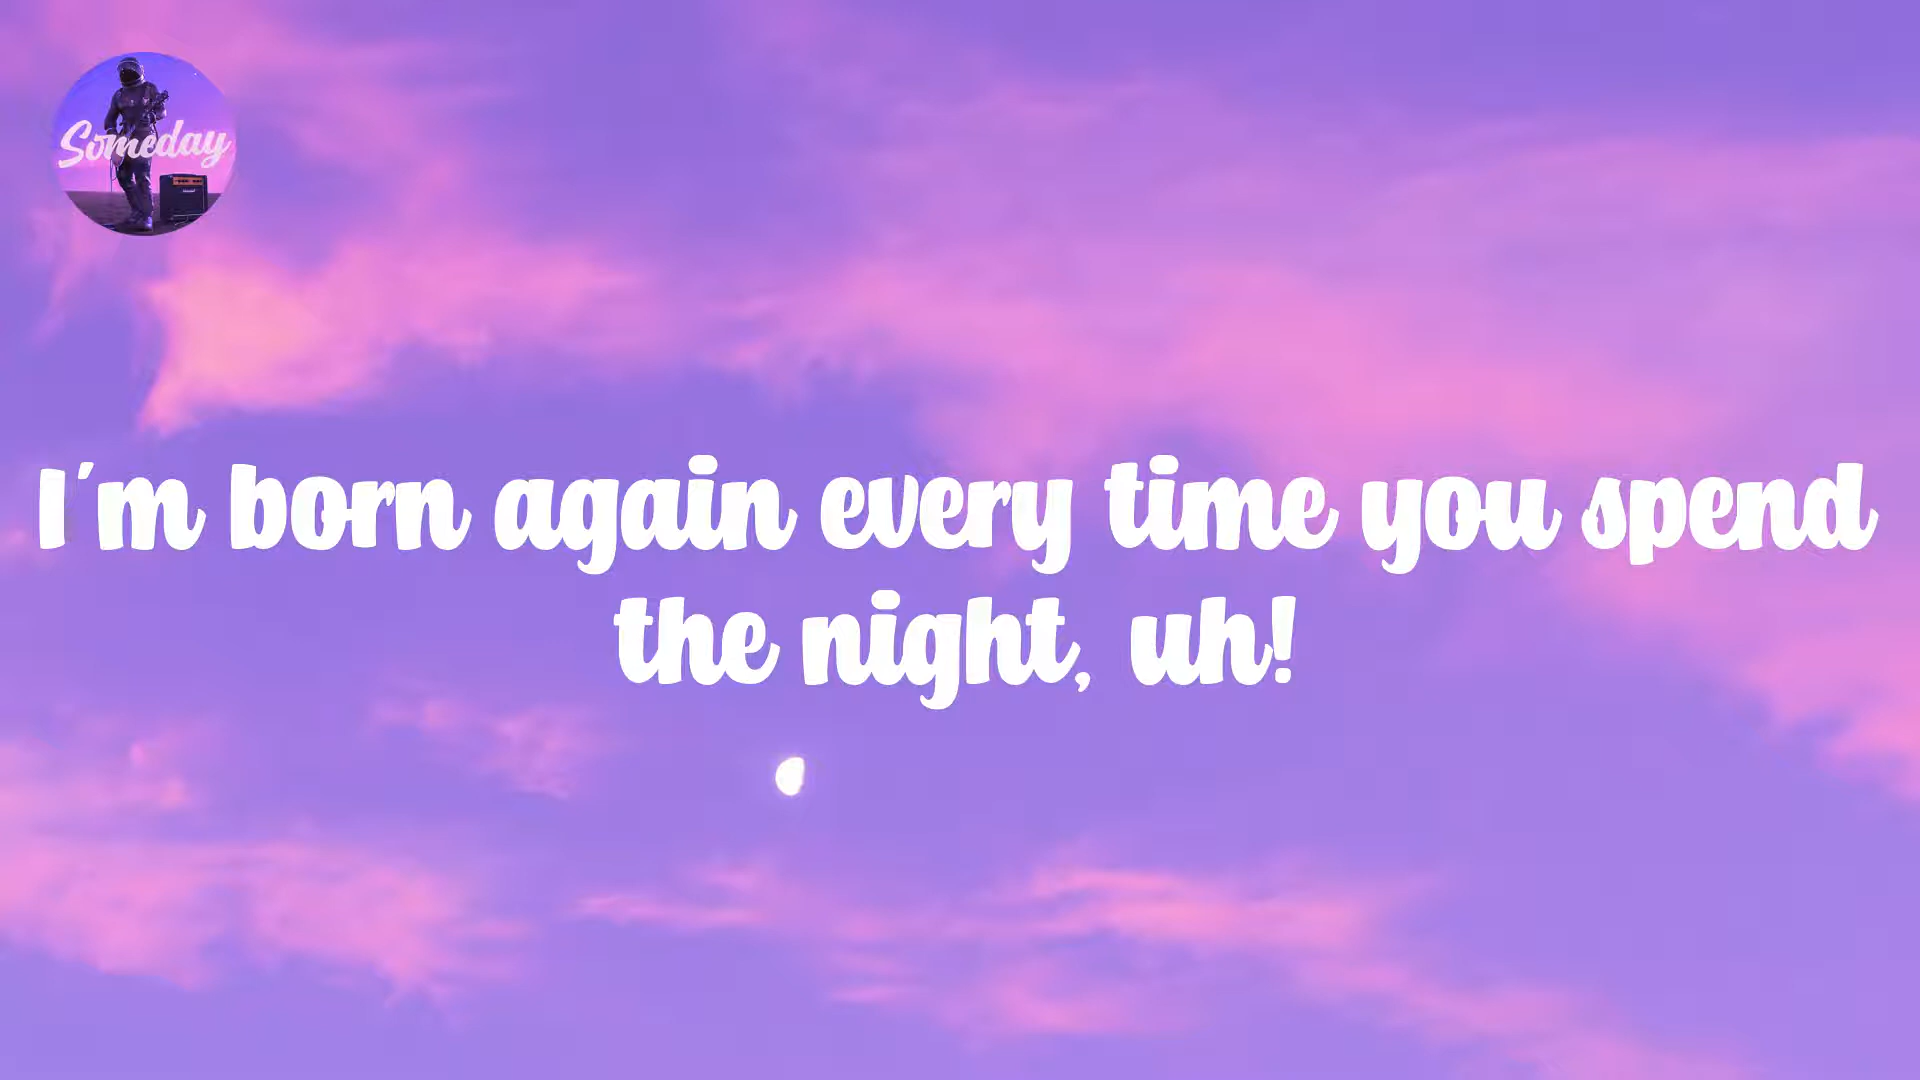 Someday
I'm born again every time you spend
the night, uh!